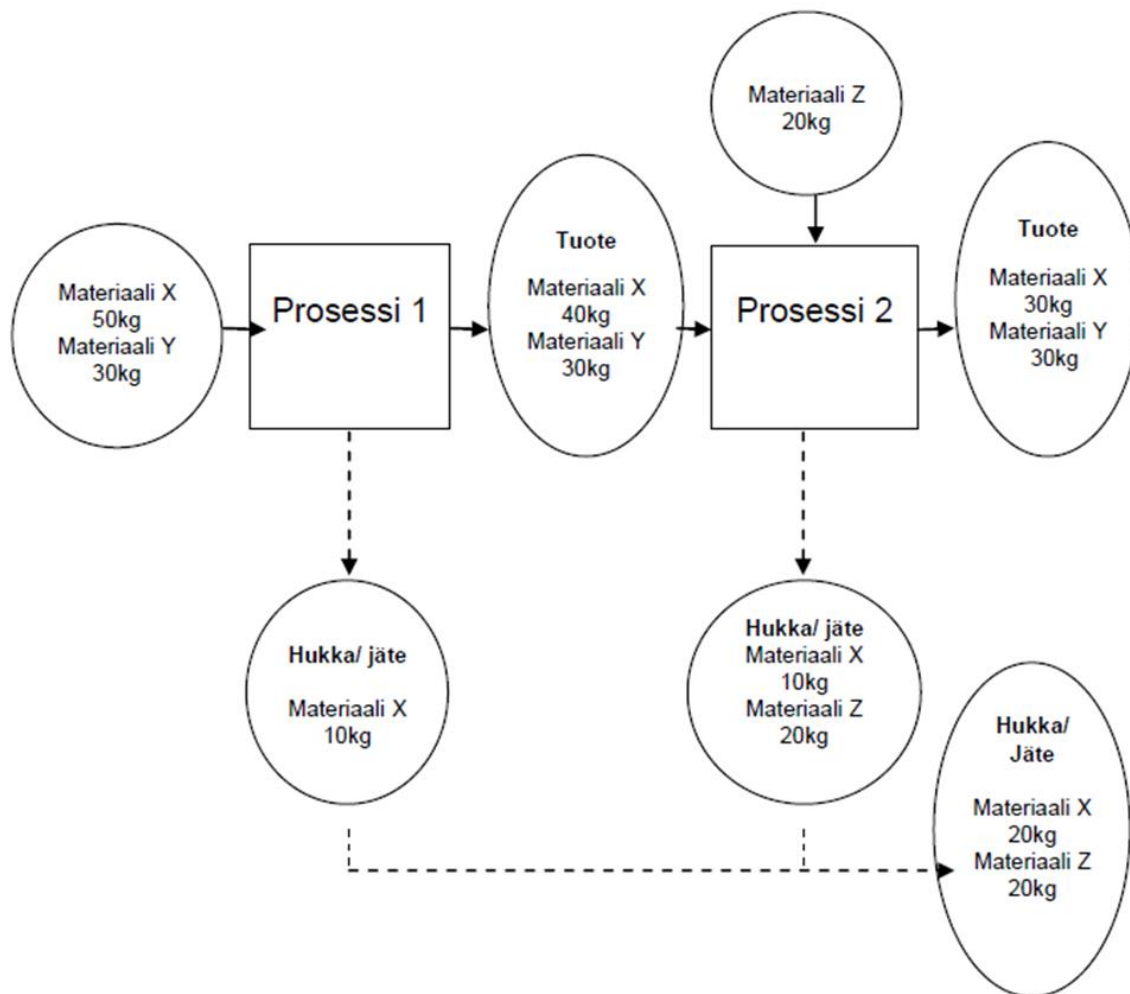 Materiaali Z
20kg
Materiaali X
50kg
Materiaali Y
30kg
Prosessi 1
Tuote
Materiaali X
40kg
Materiaali Y
30kg
Prosessi 2
Tuote
Materiaali X
30kg
Materiaali Y
30kg
Hukka/ jäte
Materiaali X
10kg
Hukka/ jäte
Materiaali X
10kg
Materiaali Z
20kg
Hukka/
Jäte
Materiaali X
20kg
Materiaali Z
20kg